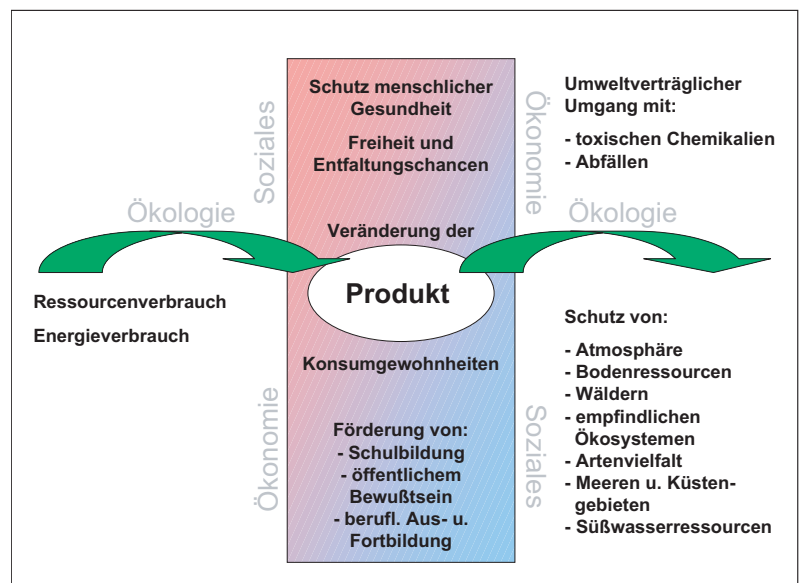 Ökologie
Ressourcenverbrauch
Energieverbrauch
Soziales
Ökonomie
Schutz menschlicher
Gesundheit
Freiheit und
Entfaltungschancen
Veränderung der
Produkt
Konsumgewohnheiten
Förderung von:
- Schulbildung
- öffentlichem
Bewußtsein
- berufl. Aus- u.
Fortbildung
Ökonomie
Soziales
Umweltverträglicher
Umgang mit:
- toxischen Chemikalien
- Abfällen
Ökologie
Schutz von:
- Atmosphäre
- Bodenressourcen
- Wäldern
- empfindlichen
Ökosystemen
- Artenvielfalt
- Meeren u. Küsten-
gebieten
- Süßwasserressourcen